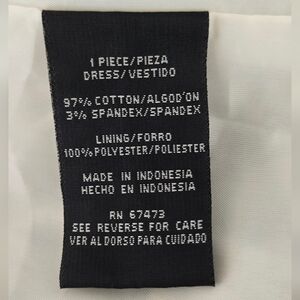 1 PIECE/PIEZA
DRESS/VESTIDO
97% COTTON/ALGOD'ON
3% SPANDEX/SPANDEX
LINING/FORRO
100% POLYESTER/POLIESTER
MADE IN INDONESIA
HECHO EN INDONESIA
RN 67473
SEE REVERSE FOR CARE
VER AL DORSO PARA CUIDADO